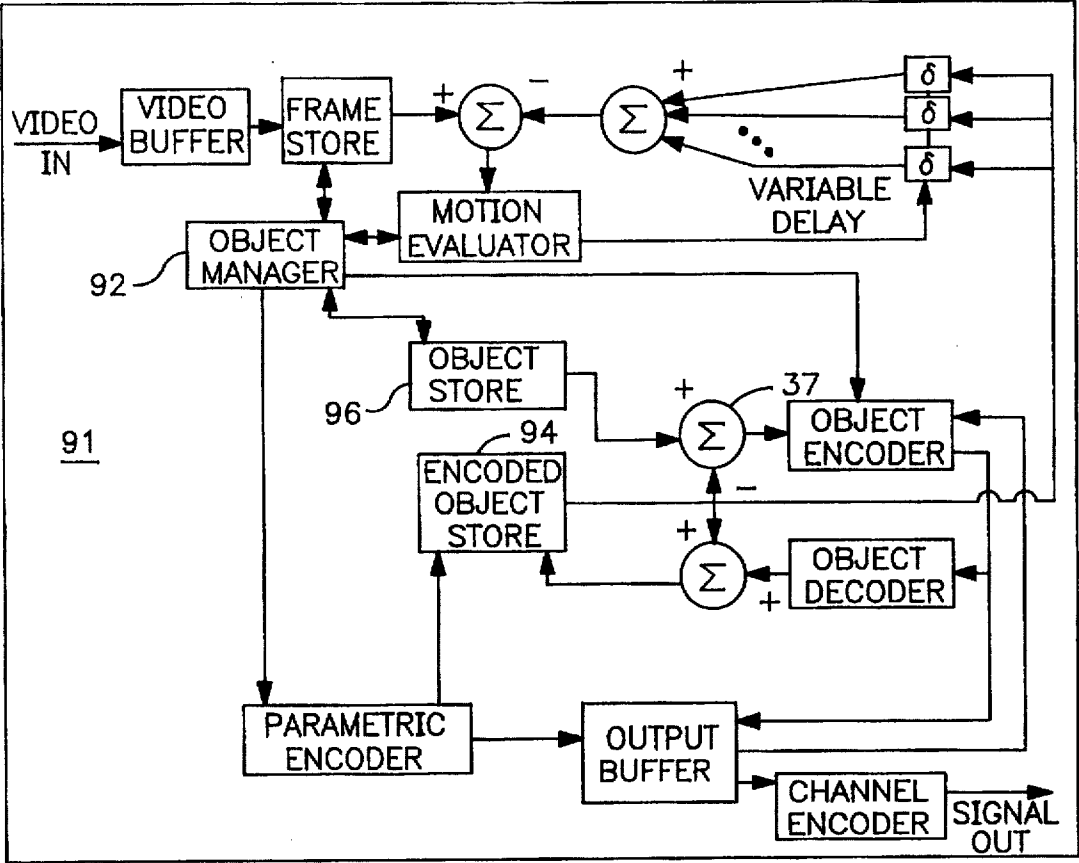 VIDEO
IN
VIDEO
BUFFER
FRAME
STORE
+
Σ
−
Σ
+
δ
δ
δ
VARIABLE
DELAY
MOTION
EVALUATOR
OBJECT
MANAGER
92
OBJECT
STORE
96
+
Σ
37
−
OBJECT
ENCODER
91
94
ENCODED
OBJECT
STORE
+
Σ
+
OBJECT
DECODER
PARAMETRIC
ENCODER
OUTPUT
BUFFER
CHANNEL
ENCODER
SIGNAL
OUT